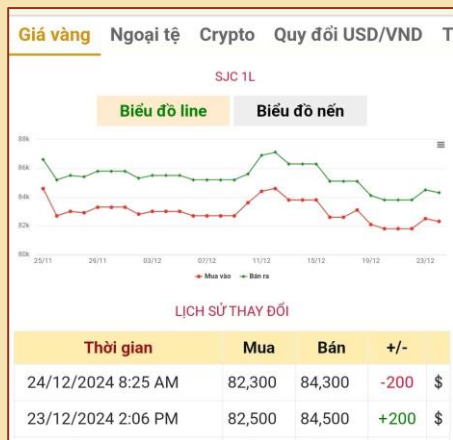 Giá vàng Ngoại tệ Crypto Quy đổi USD/VND T
SJC 1L
Biểu đồ line Biểu đồ nến
88k
86k
84k
82k
80k
25/11 29/11 03/12 07/12 11/12 15/12 19/12 23/12
Mua vào Bán ra
LỊCH SỬ THAY ĐỔI
Thời gian Mua Bán +/-
24/12/2024 8:25 AM 82,300 84,300 -200 $
23/12/2024 2:06 PM 82,500 84,500 +200 $